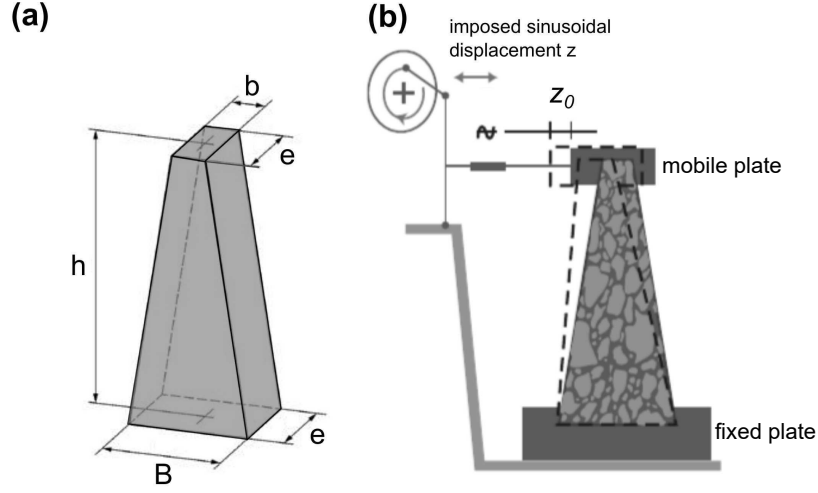 (a)
b
e
h
e
B
(b)
imposed sinusoidal
displacement z
z0
mobile plate
fixed plate